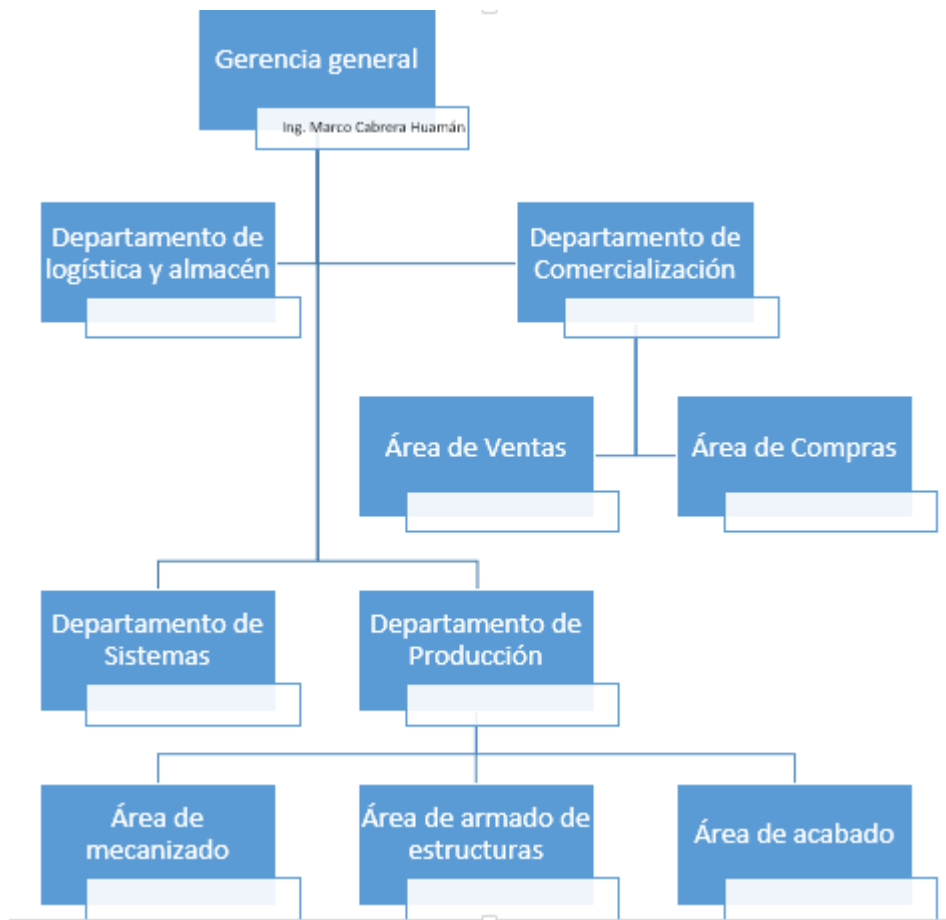 Gerencia general
Ing. Marco Cabrera Huamán
Departamento de
logística y almacén
Departamento de
Comercialización
Área de Ventas
Área de Compras
Departamento de
Sistemas
Departamento de
Producción
Área de
mecanizado
Área de armado de
estructuras
Área de acabado